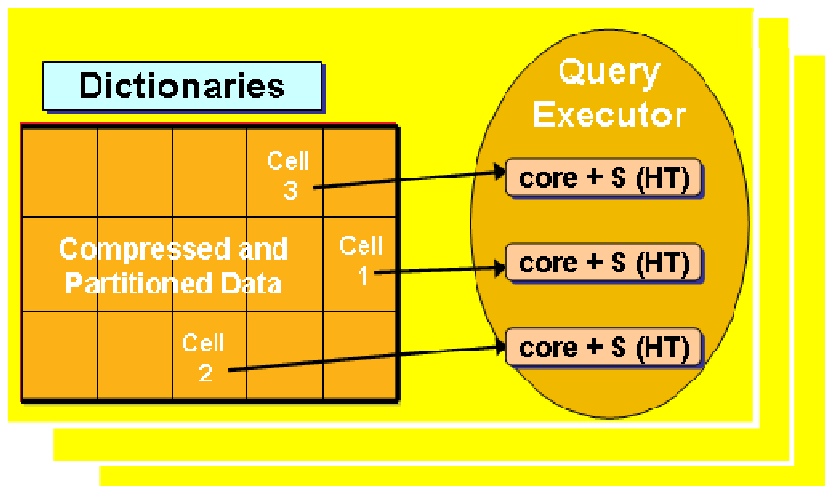 Dictionaries
Query
Executor
Cell
3
core + $ (HT)
Compressed and
Partitioned Data
Cell
1
core + $ (HT)
Cell
2
core + $ (HT)